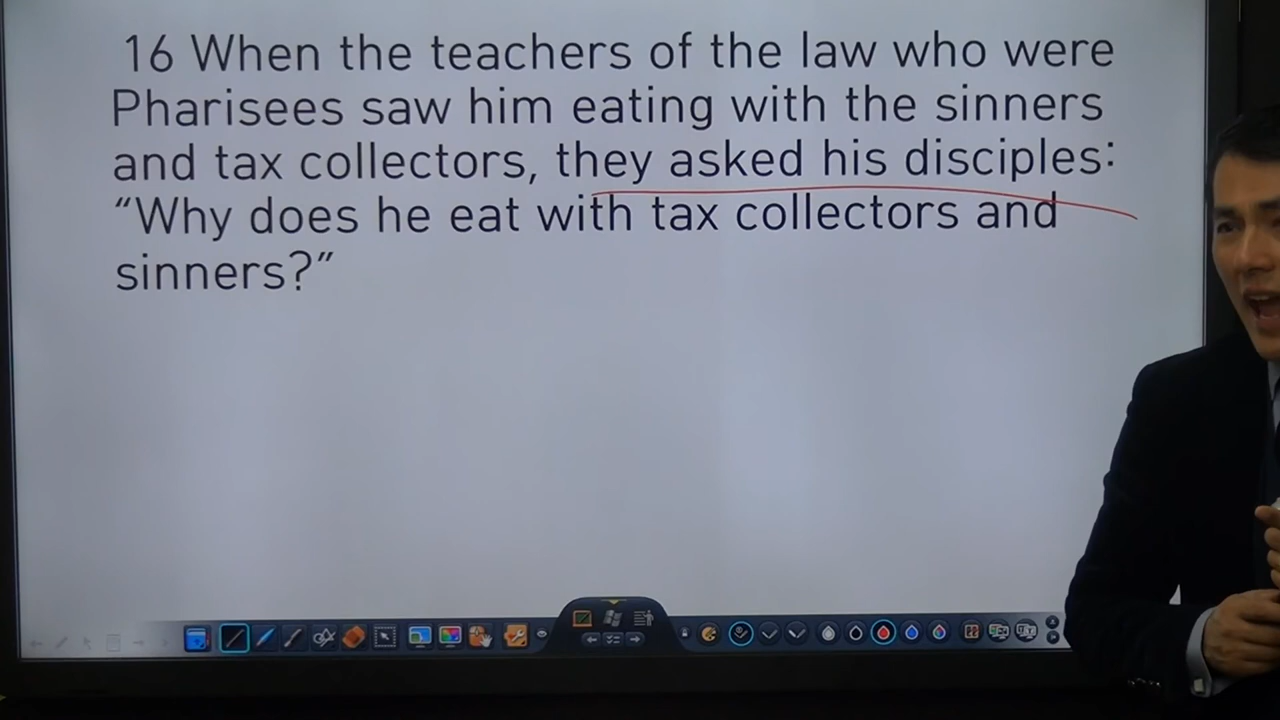 16 When the teachers of the law who were
Pharisees saw him eating with the sinners
and tax collectors, they asked his disciples:
“Why does he eat with tax collectors and
sinners?”